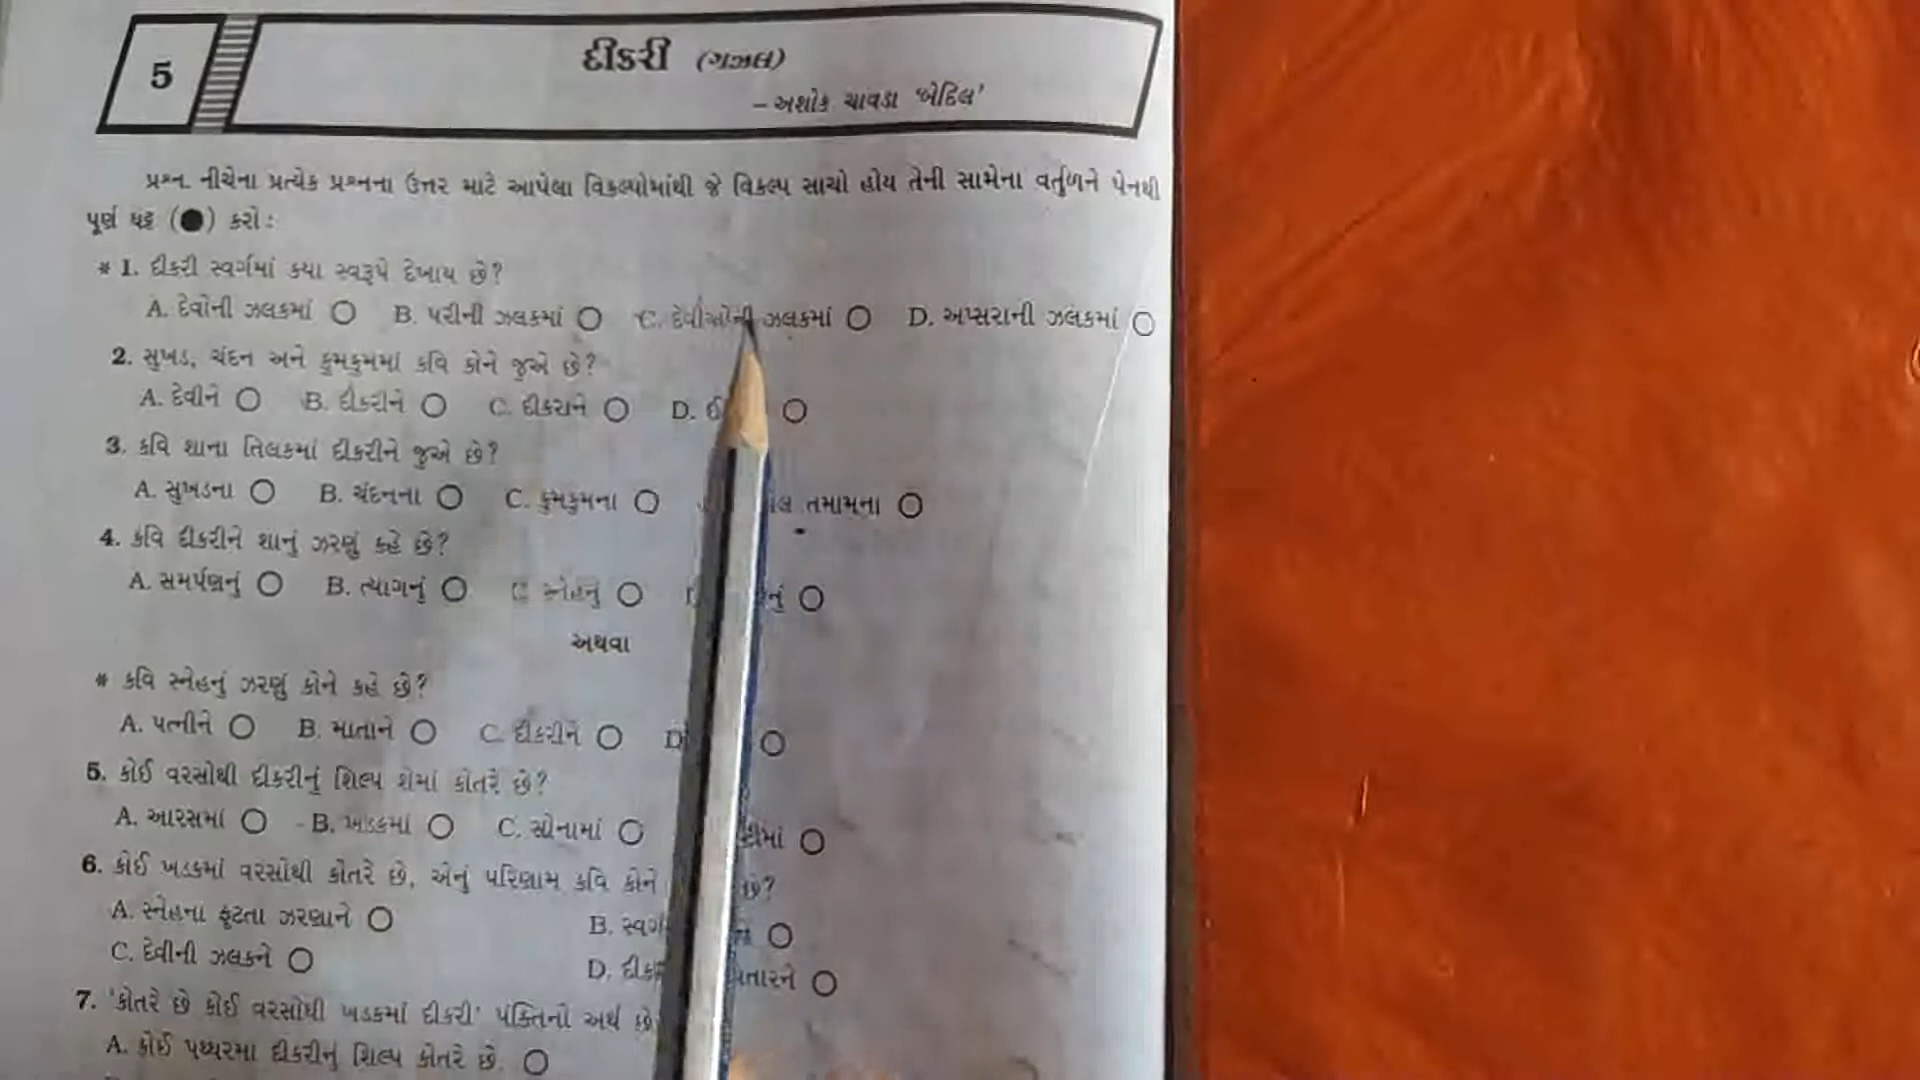 5
દીકરી (ગઝલ)
– અશોક ચાવડા ‘બેદિલ’
પ્રશ્ન. નીચેના પ્રત્યેક પ્રશ્નના ઉત્તર માટે આપેલા વિકલ્પોમાંથી જે વિકલ્પ સાચો હોય તેની સામેના વર્તુળને પેનથી
પૂર્ણ ઘટ્ટ (●) કરો :
* 1. દીકરી સ્વર્ગમાં કયા સ્વરૂપે દેખાય છે?
A. દેવોની ઝલકમાં ○ B. પરીની ઝલકમાં ○ C. દેવીઓની ઝલકમાં ○ D. અપ્સરાની ઝલકમાં ○
2. સુખડ, ચંદન અને કુમકુમમાં કવિ કોને જુએ છે?
A. દેવીને ○ B. દીકરીને ○ C. દીકરાને ○ D. ○
3. કવિ શાના તિલકમાં દીકરીને જુએ છે?
A. સુખડના ○ B. ચંદનના ○ C. કુમકુમના ○ તમામના ○
4. કવિ દીકરીને શાનું ઝરણું કહે છે?
A. સમર્પણનું ○ B. ત્યાગનું ○ C સ્નેહનું ○ ○
અથવા
* કવિ સ્નેહનું ઝરણું કોને કહે છે?
A. પત્નીને ○ B. માતાને ○ C. દીકરીને ○ D ○
5. કોઈ વરસોથી દીકરીનું શિલ્પ શેમાં કોતરે છે?
A. આરસમાં ○ B. ખડકમાં ○ C. સોનામાં ○ ○
6. કોઈ ખડકમાં વરસોથી કોતરે છે, એનું પરિણામ કવિ કોને છે?
A. સ્નેહના ફૂટતા ઝરણાને ○ B. ○
C. દેવીની ઝલકને ○ D. ○
7. ‘કોતરે છે કોઈ વરસોથી ખડકમાં દીકરી’ પંક્તિનો અર્થ છે
A. કોઈ પથ્થરમાં દીકરીનું શિલ્પ કોતરે છે. ○